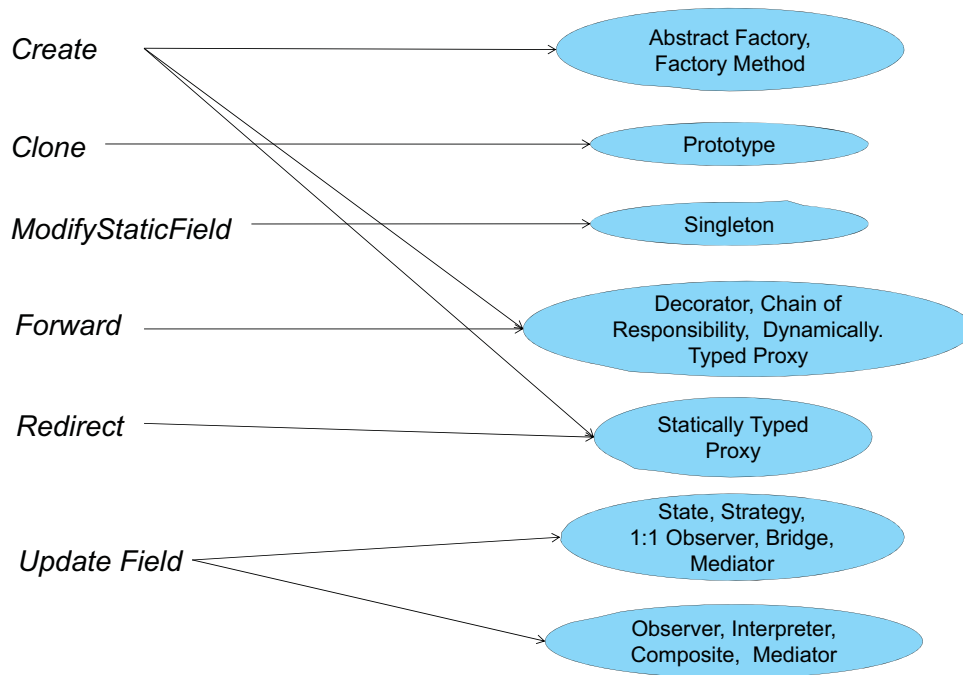 Create
Abstract Factory,
Factory Method
Clone
Prototype
ModifyStaticField
Singleton
Forward
Decorator, Chain of
Responsibility, Dynamically.
Typed Proxy
Redirect
Statically Typed
Proxy
Update Field
State, Strategy,
1:1 Observer, Bridge,
Mediator
Observer, Interpreter,
Composite, Mediator